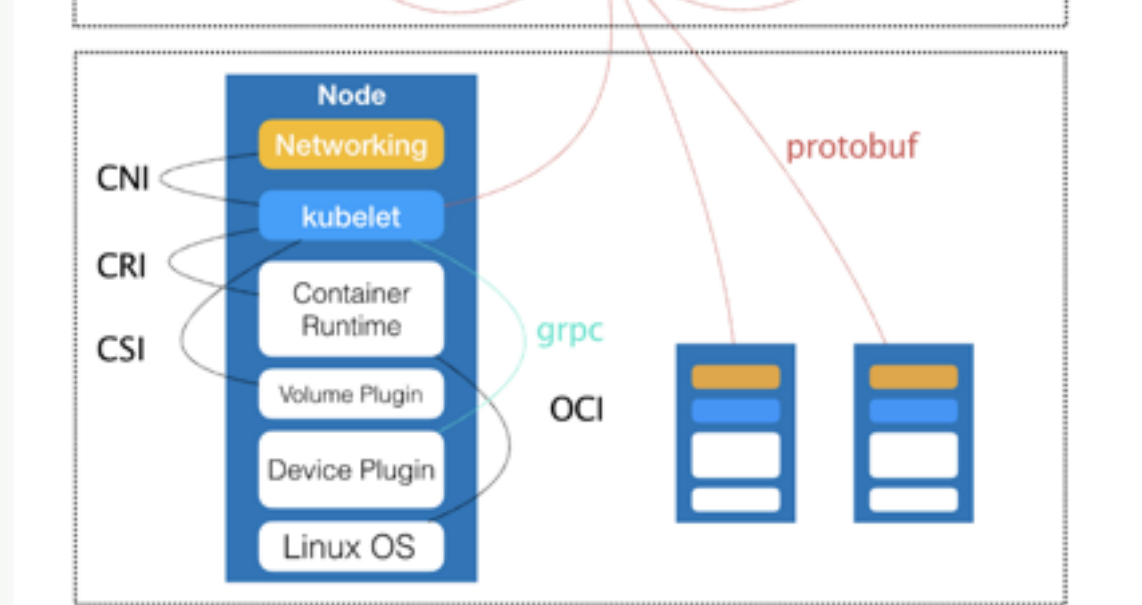 Node
Networking
CNI
protobuf
kubelet
CRI
Container
Runtime
grpc
CSI
Volume Plugin
OCI
Device Plugin
Linux OS